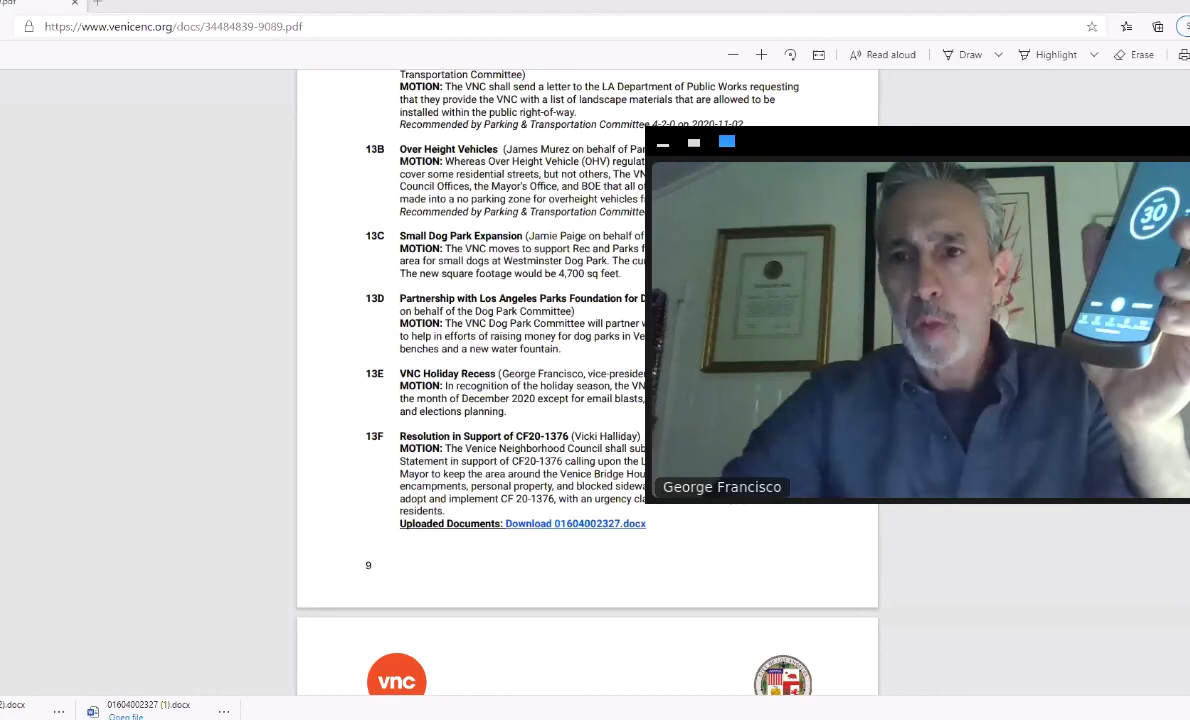 .pdf
https://www.venicenc.org/docs/34484839-9089.pdf
Read aloud
Draw
Highlight
Erase
Transportation Committee)
MOTION: The VNC shall send a letter to the LA Department of Public Works requesting
that they provide the VNC with a list of landscape materials that are allowed to be
installed within the public right-of-way.
Recommended by Parking & Transportation Committee 4-2-0 on 2020-11-02
13B Over Height Vehicles (James Murez on behalf of Par
MOTION: Whereas Over Height Vehicle (OHV) regulat
cover some residential streets, but not others, The VN
Council Offices, the Mayor's Office, and BOE that all of
made into a no parking zone for overheight vehicles f
Recommended by Parking & Transportation Committe
13C Small Dog Park Expansion (Jamie Paige on behalf of
MOTION: The VNC moves to support Rec and Parks f
area for small dogs at Westminster Dog Park. The cu
The new square footage would be 4,700 sq feet.
13D Partnership with Los Angeles Parks Foundation for D
on behalf of the Dog Park Committee)
MOTION: The VNC Dog Park Committee will partner w
to help in efforts of raising money for dog parks in Ve
benches and a new water fountain.
13E VNC Holiday Recess (George Francisco, vice-preside
MOTION: In recognition of the holiday season, the VN
the month of December 2020 except for email blasts,
and elections planning.
13F Resolution in Support of CF20-1376 (Vicki Halliday)
MOTION: The Venice Neighborhood Council shall sub
Statement in support of CF20-1376 calling upon the L
Mayor to keep the area around the Venice Bridge Hou
encampments, personal property, and blocked sidew
adopt and implement CF 20-1376, with an urgency cla
residents.
Uploaded Documents: Download 01604002327.docx
9
30
George Francisco
vnc
2).docx
01604002327 (1).docx
Open file